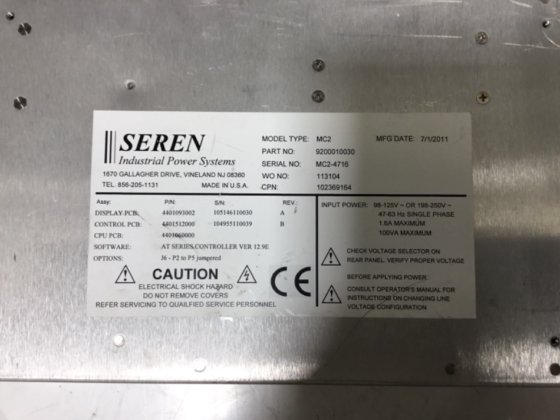 SEREN
Industrial Power Systems
1670 GALLAGHER DRIVE, VINELAND NJ 08360
TEL. 856-205-1131 MADE IN U.S.A.
MODEL TYPE: MC2 MFG DATE: 7/1/2011
PART NO: 9200010030
SERIAL NO: MC2-4716
WO NO: 113104
CPN: 102369164
Assy: P/N: S/N: REV:
DISPLAY PCB: 4401093002 105146110030 A
CONTROL PCB: 4401512000 104955110039 B
CPU PCB: 4401060000
SOFTWARE: AT SERIES CONTROLLER VER 12.9E
OPTIONS: J6 - P2 to P5 jumpered
CAUTION
ELECTRICAL SHOCK HAZARD
DO NOT REMOVE COVERS
REFER SERVICING TO QUAILFIED SERVICE PERSONNEL
CE
INPUT POWER: 98-125V~ OR 198-250V~
47-63 Hz SINGLE PHASE
1.6A MAXIMUM
100VA MAXIMUM
CHECK VOLTAGE SELECTOR ON
REAR PANEL. VERIFY PROPER VOLTAGE
BEFORE APPLYING POWER.
CONSULT OPERATOR'S MANUAL FOR
INSTRUCTIONS ON CHANGING LINE
VOLTAGE CONFIGURATION